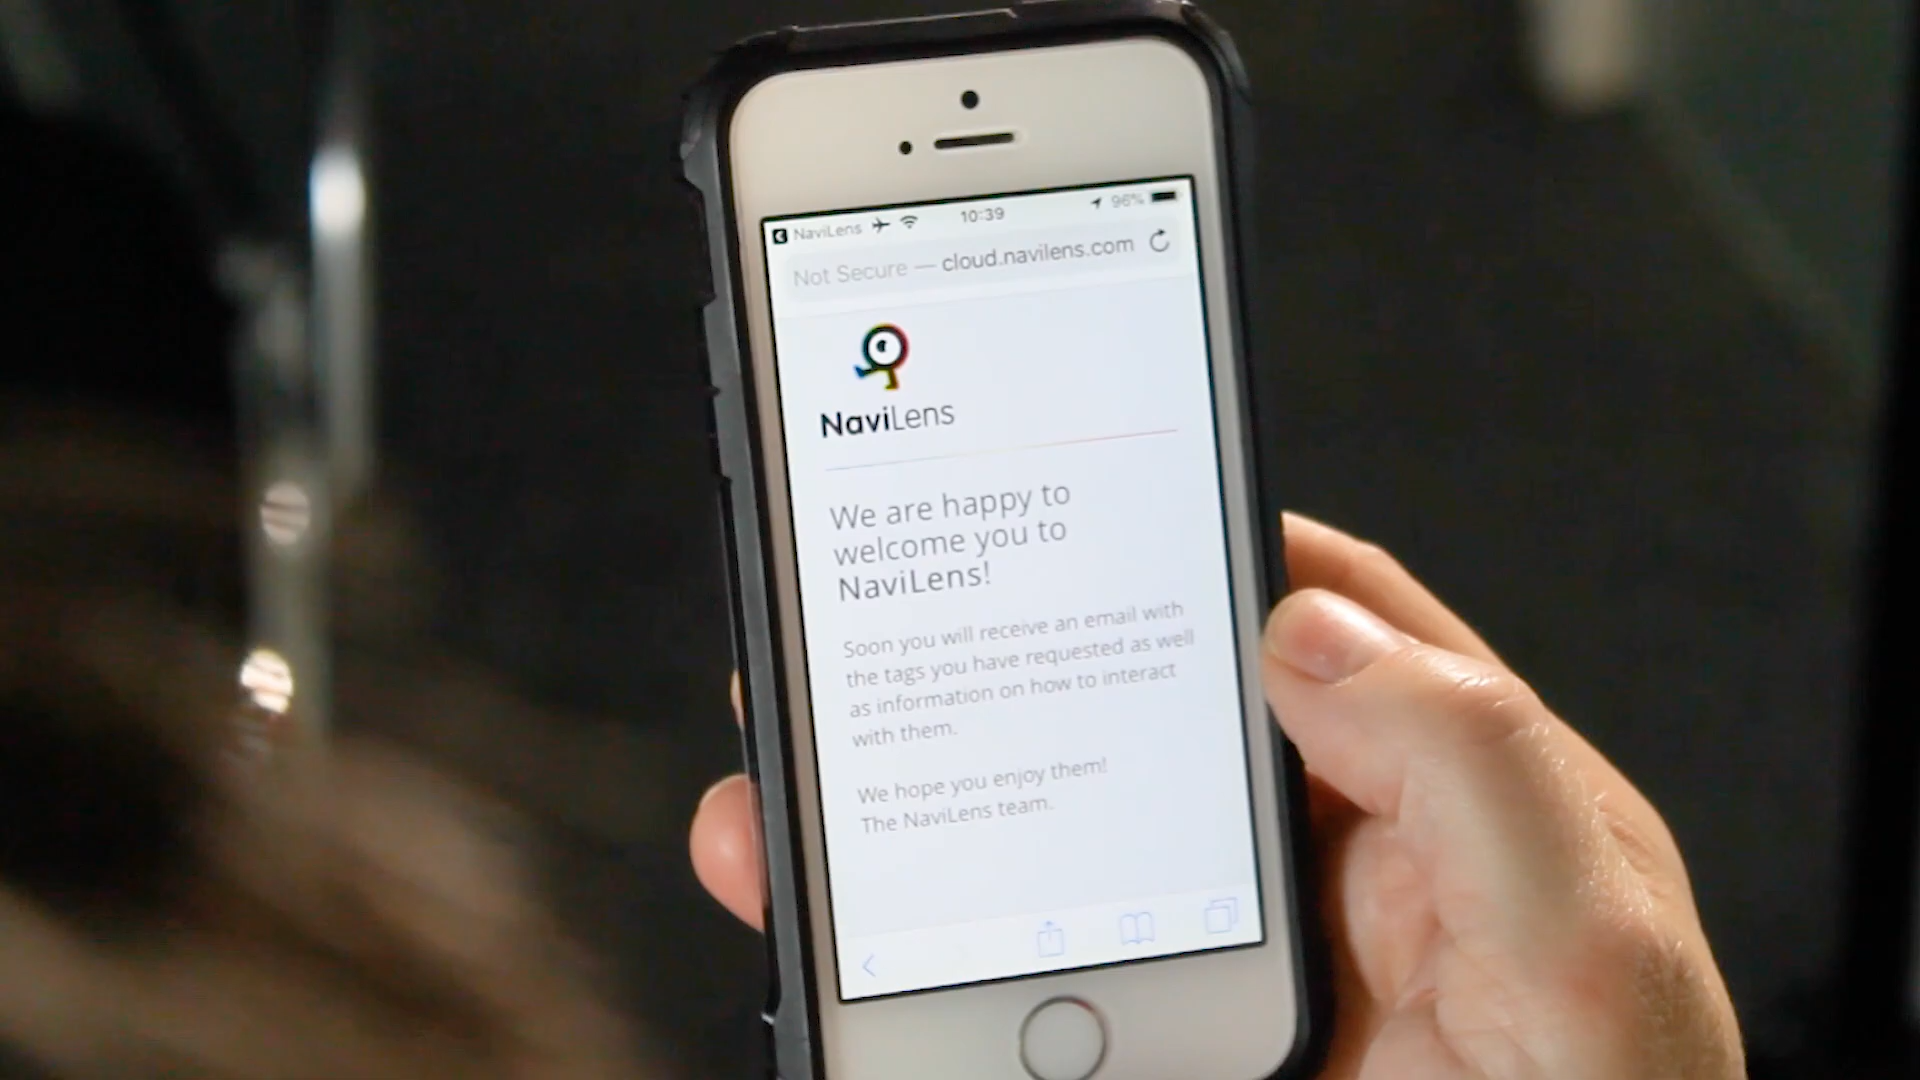 NaviLens 10:39 96%
Not Secure — cloud.navilens.com
NaviLens
We are happy to
welcome you to
NaviLens!
Soon you will receive an email with
the tags you have requested as well
as information on how to interact
with them.
We hope you enjoy them!
The NaviLens team.